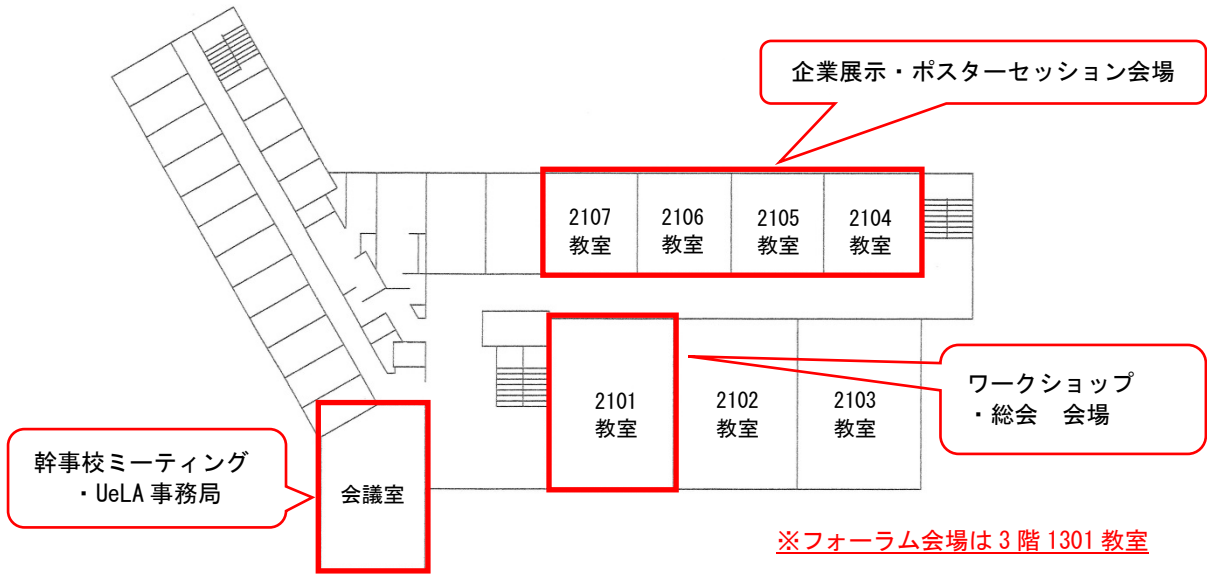 企業展示・ポスターセッション会場
2107
教室
2106
教室
2105
教室
2104
教室
2101
教室
2102
教室
2103
教室
ワークショップ
・総会　会場
幹事校ミーティング
・UeLA 事務局
会議室
※フォーラム会場は 3 階 1301 教室